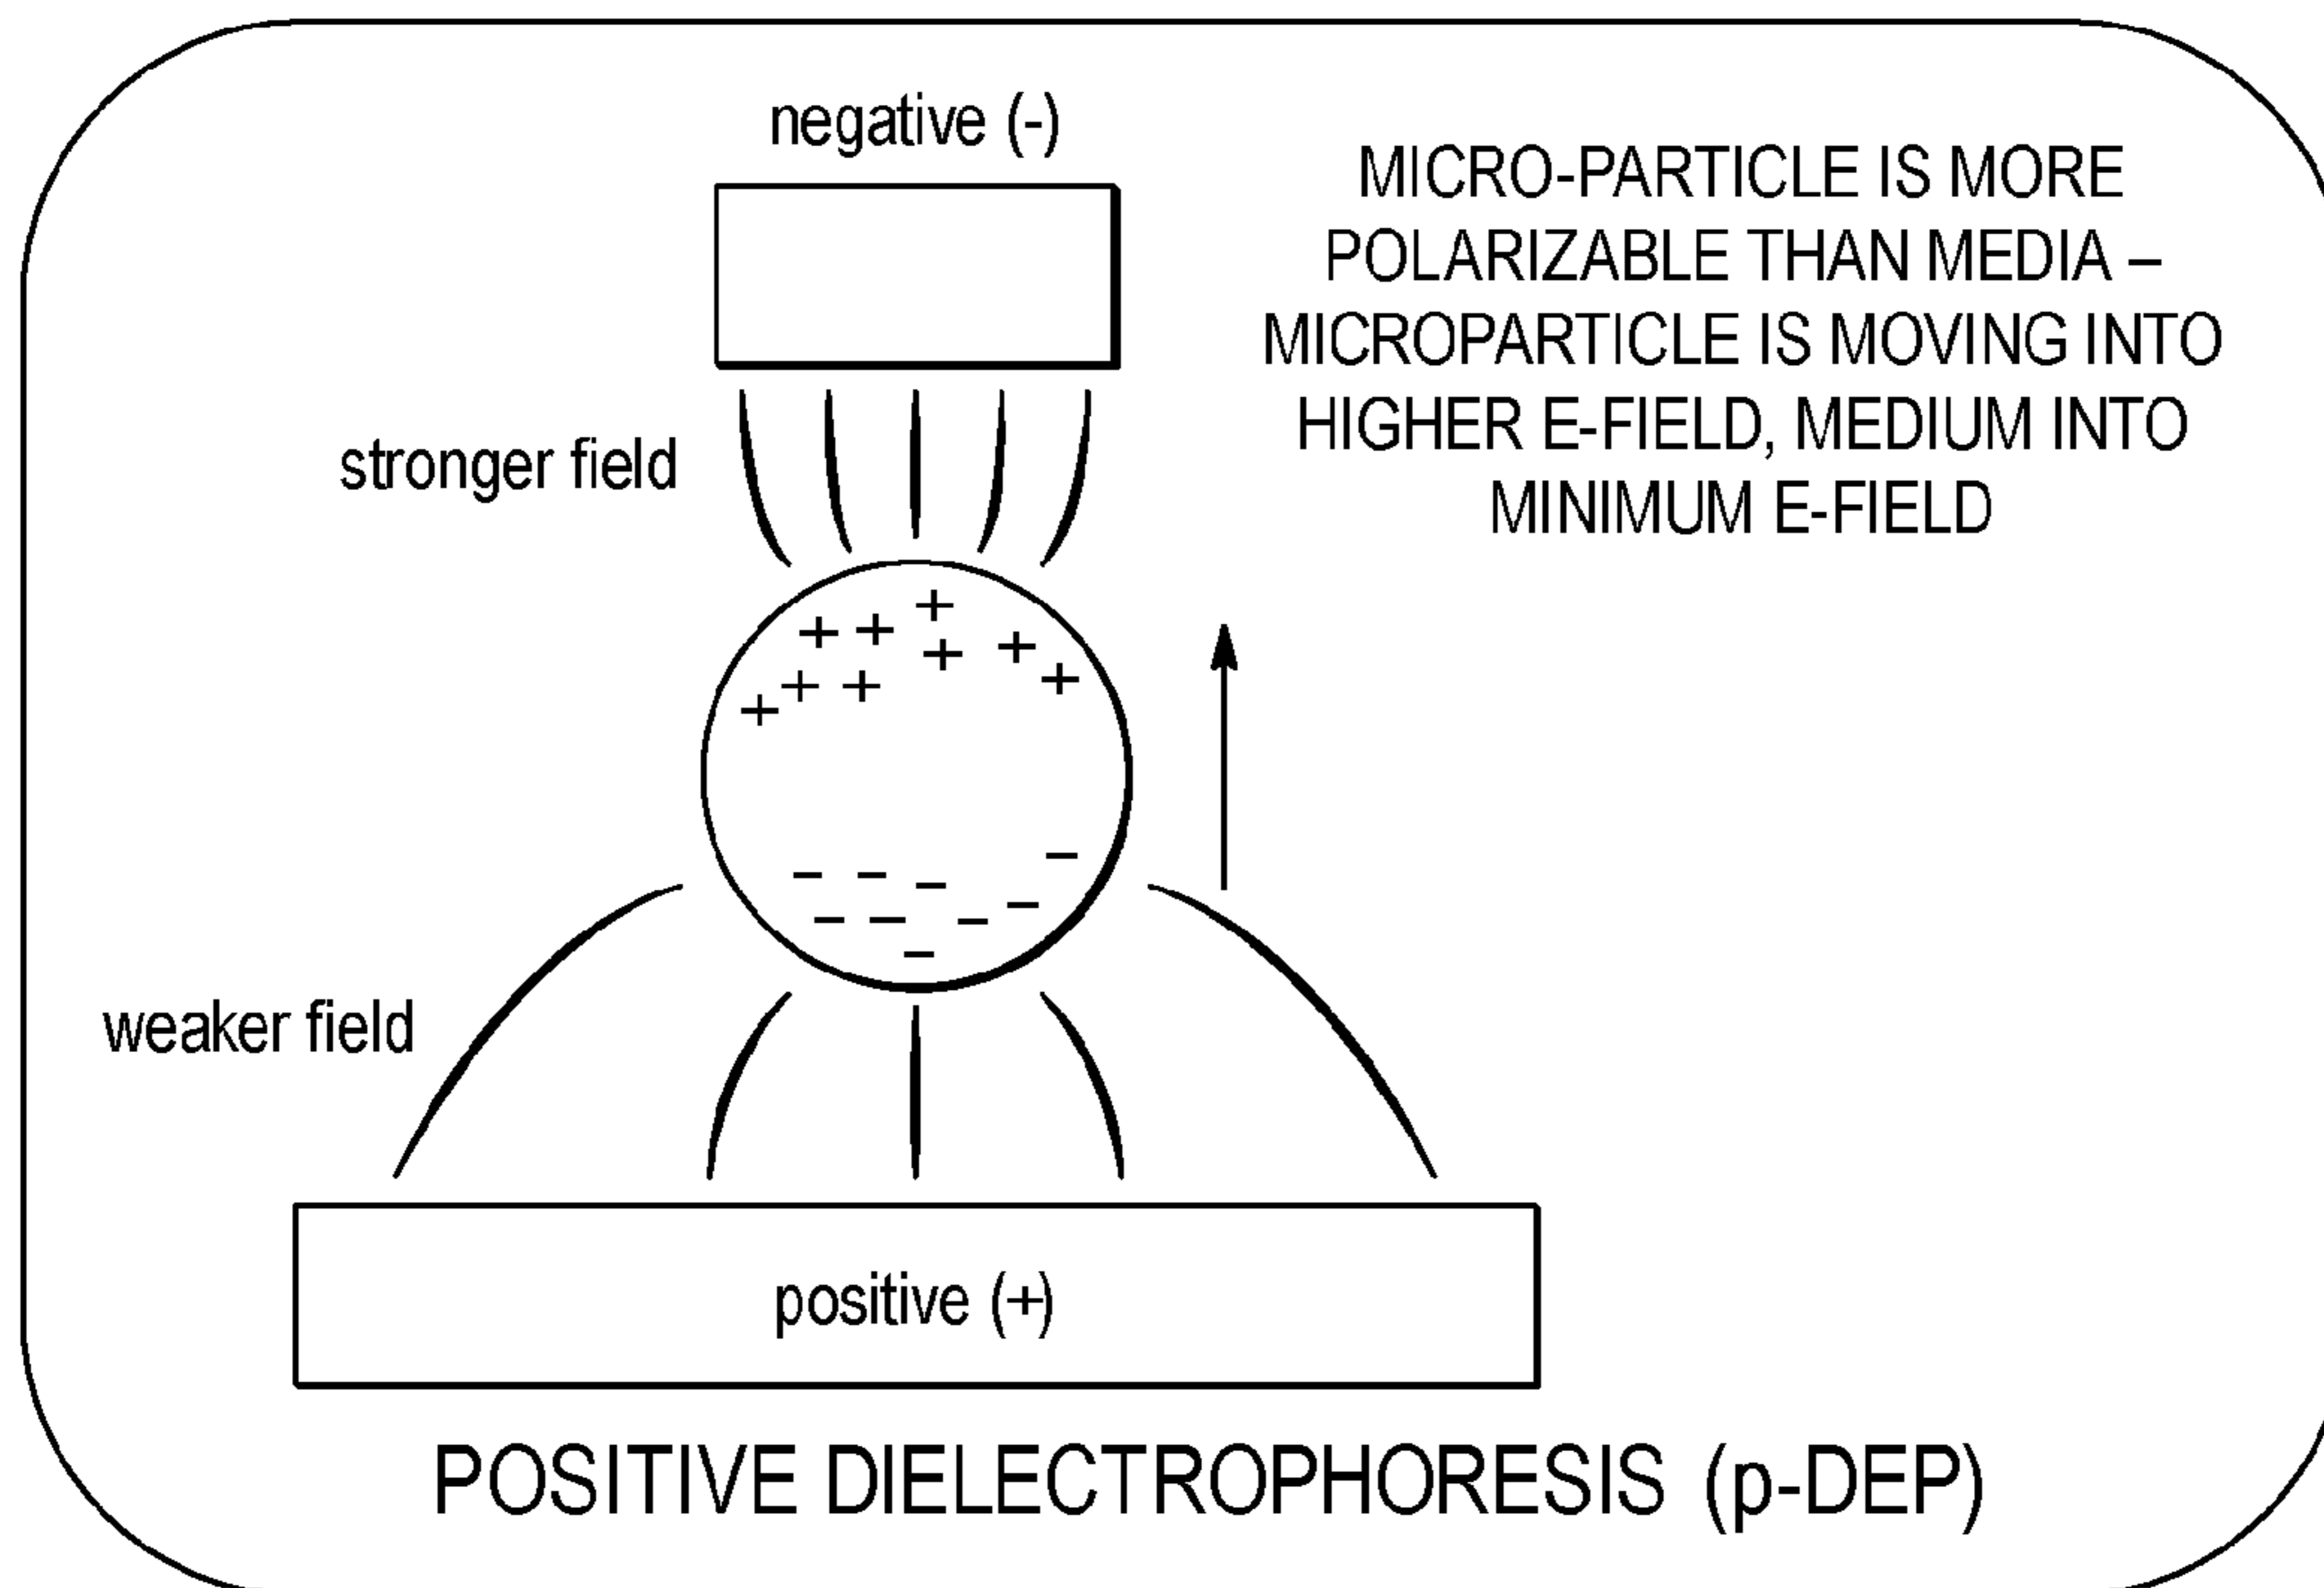 negative (-)
MICRO-PARTICLE IS MORE
POLARIZABLE THAN MEDIA –
MICROPARTICLE IS MOVING INTO
HIGHER E-FIELD, MEDIUM INTO
MINIMUM E-FIELD
stronger field
+ + + + + + + + +
– – – – – – – – –
weaker field
positive (+)
POSITIVE DIELECTROPHORESIS (p-DEP)